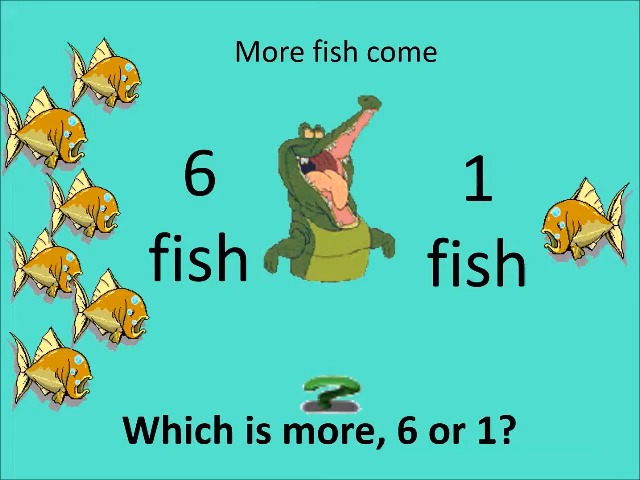 More fish come
6
fish
1
fish
?
Which is more, 6 or 1?